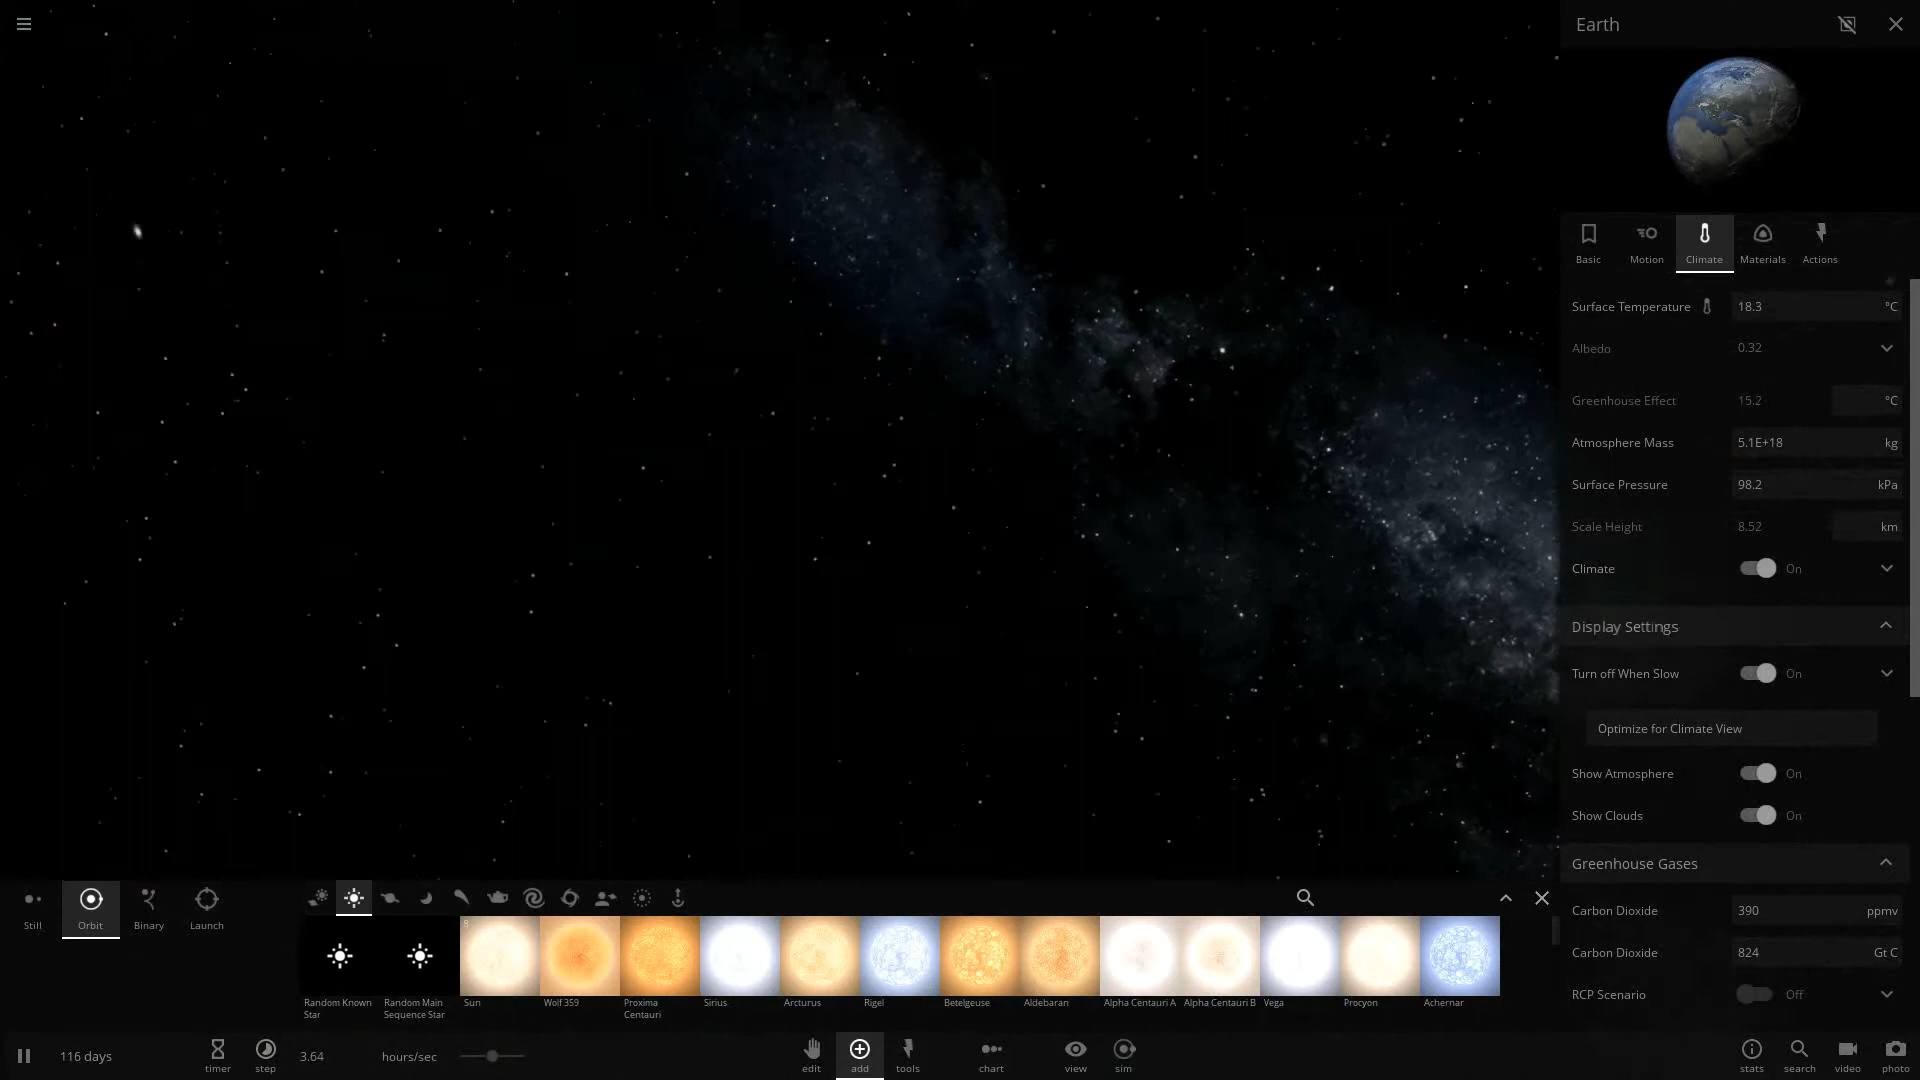 Earth
Basic
Motion
Climate
Materials
Actions
Surface Temperature 18.3 °C
Albedo 0.32
Greenhouse Effect 15.2 °C
Atmosphere Mass 5.1E+18 kg
Surface Pressure 98.2 kPa
Scale Height 8.52 km
Climate On
Display Settings
Turn off When Slow On
Optimize for Climate View
Show Atmosphere On
Show Clouds On
Greenhouse Gases
Carbon Dioxide 390 ppmv
Carbon Dioxide 824 Gt C
RCP Scenario Off
Still
Orbit
Binary
Launch
Random Known
Star
Random Main
Sequence Star
Sun
Wolf 359
Proxima
Centauri
Sirius
Arcturus
Rigel
Betelgeuse
Aldebaran
Alpha Centauri A
Alpha Centauri B
Vega
Procyon
Achernar
116 days
timer
step
3.64 hours/sec
edit
add
tools
chart
view
sim
stats
search
video
photo